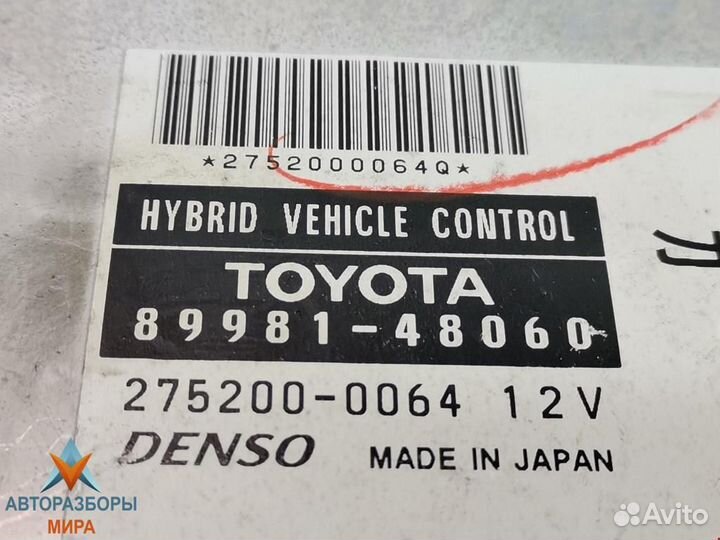 *2752000064Q*
HYBRID VEHICLE CONTROL
TOYOTA
89981-48060
275200-0064 12V
DENSO MADE IN JAPAN
АВТОРАЗБОРЫ
МИРА
Avito